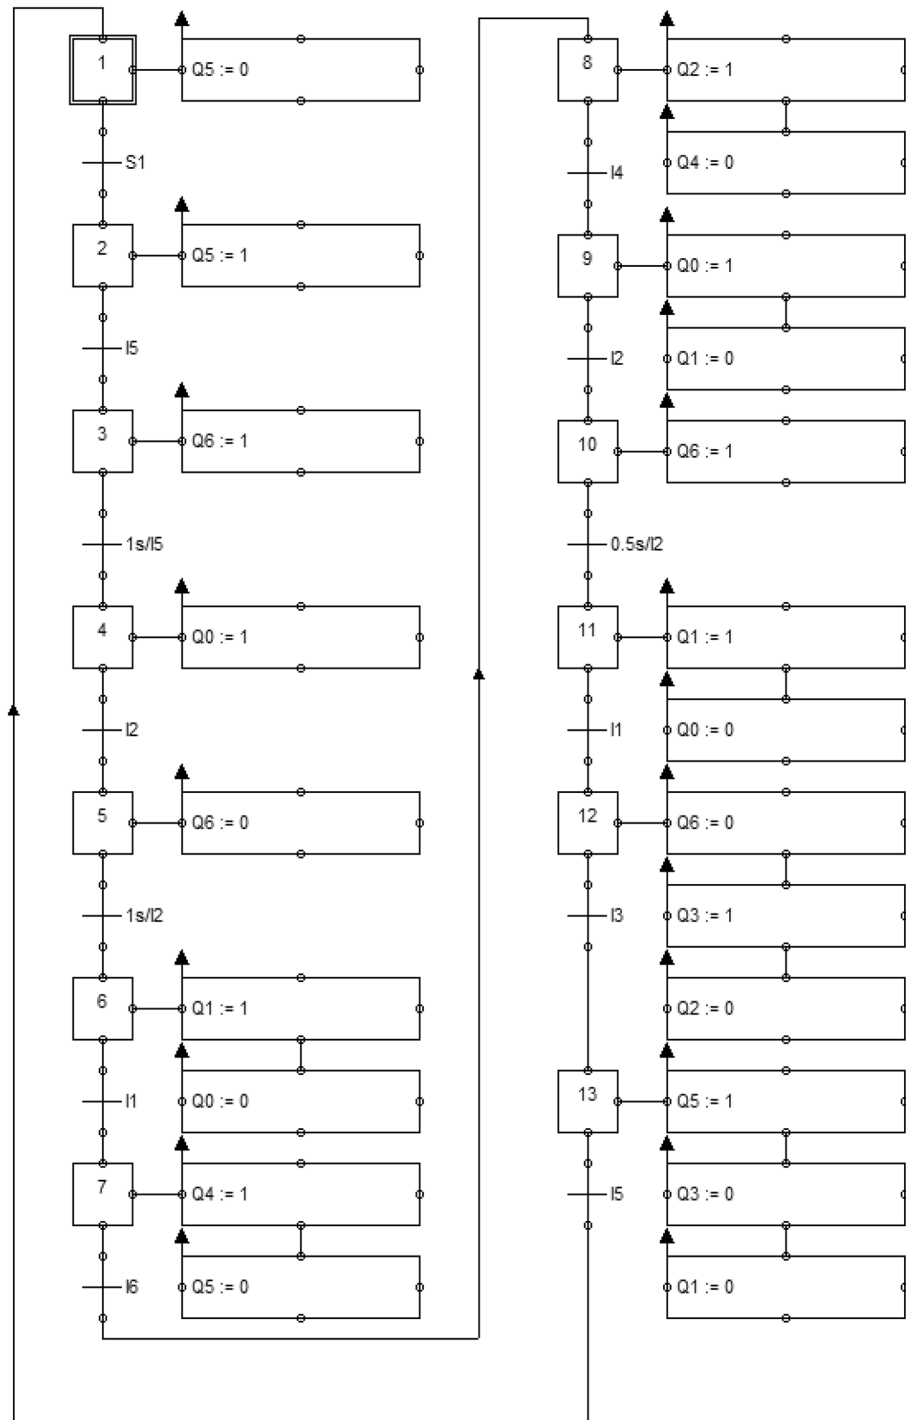 1
Q5 := 0
S1
2
Q5 := 1
I5
3
Q6 := 1
1s/I5
4
Q0 := 1
I2
5
Q6 := 0
1s/I2
6
Q1 := 1
I1
Q0 := 0
7
Q4 := 1
I6
Q5 := 0
8
Q2 := 1
I4
Q4 := 0
9
Q0 := 1
I2
Q1 := 0
10
Q6 := 1
0.5s/I2
11
Q1 := 1
I1
Q0 := 0
12
Q6 := 0
I3
Q3 := 1
Q2 := 0
13
Q5 := 1
I5
Q3 := 0
Q1 := 0